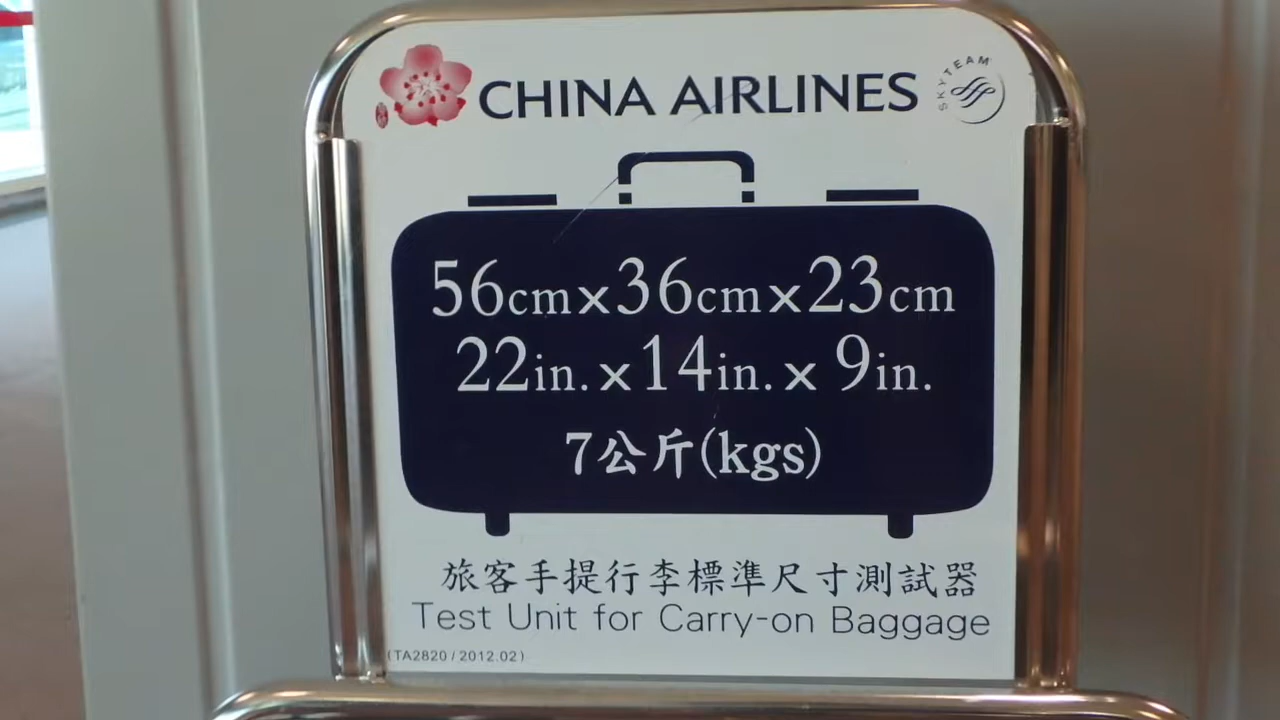 CHINA AIRLINES
SKYTEAM
56cm×36cm×23cm
22in.×14in.× 9in.
7公斤(kgs)
旅客手提行李標準尺寸測試器
Test Unit for Carry-on Baggage
(TA2820 / 2012.02)